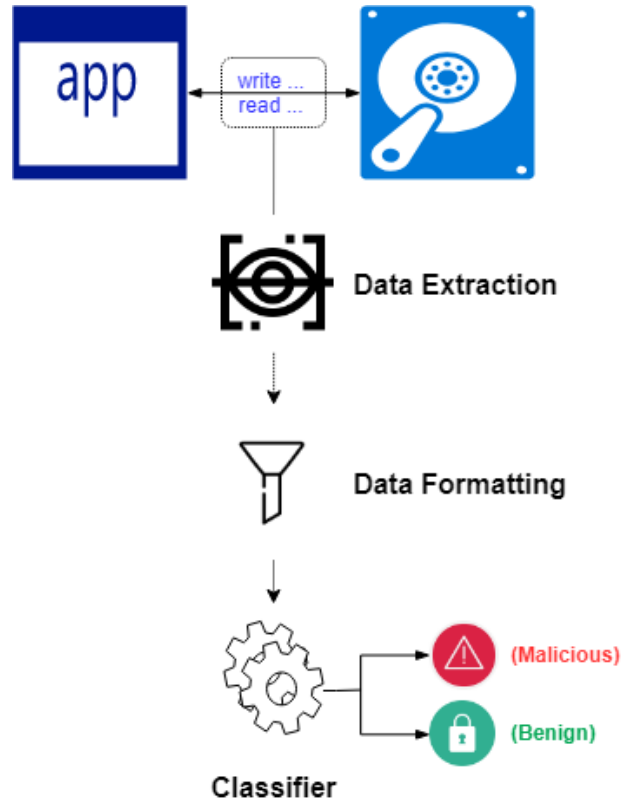 app
write ...
read ...
Data Extraction
Data Formatting
(Malicious)
(Benign)
Classifier